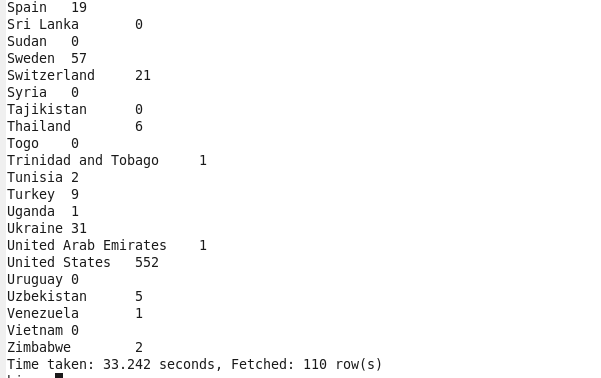 Spain 19
Sri Lanka 0
Sudan 0
Sweden 57
Switzerland 21
Syria 0
Tajikistan 0
Thailand 6
Togo 0
Trinidad and Tobago 1
Tunisia 2
Turkey 9
Uganda 1
Ukraine 31
United Arab Emirates 1
United States 552
Uruguay 0
Uzbekistan 5
Venezuela 1
Vietnam 0
Zimbabwe 2
Time taken: 33.242 seconds, Fetched: 110 row(s)